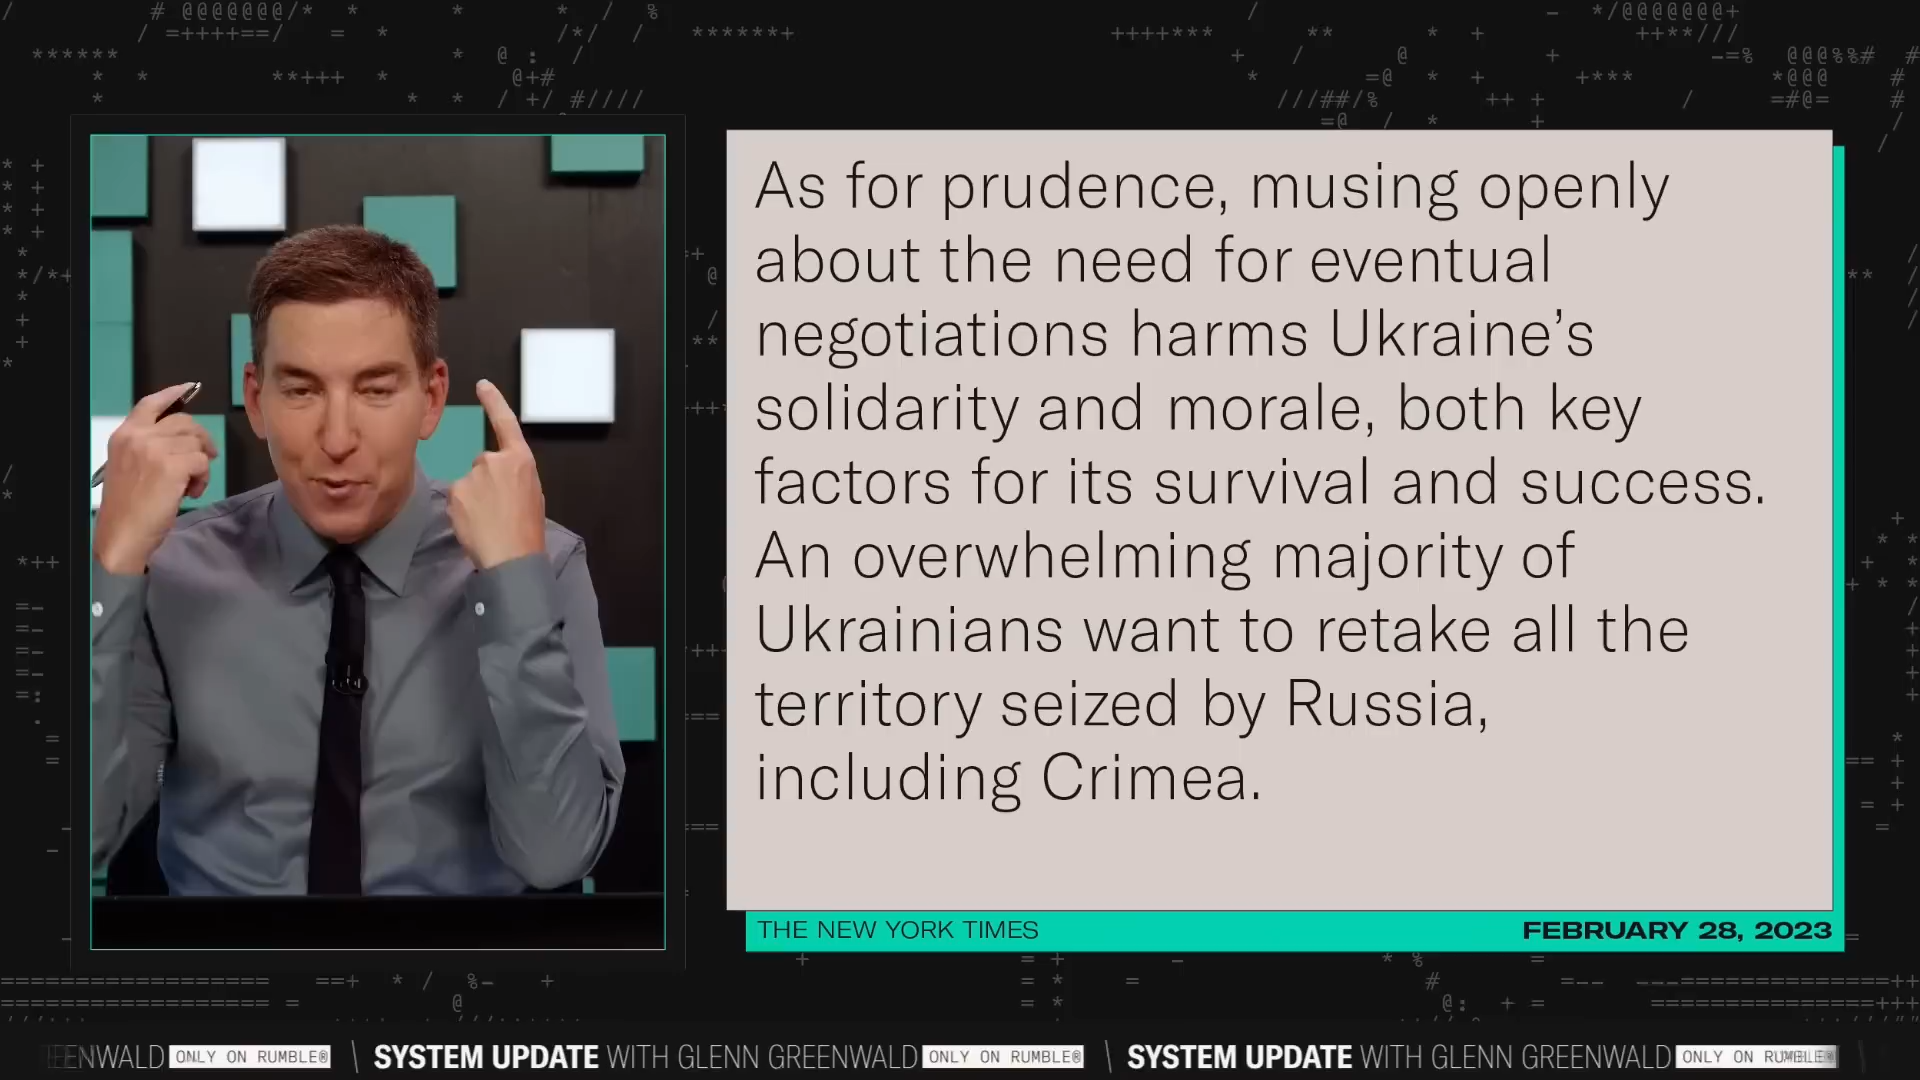 As for prudence, musing openly
about the need for eventual
negotiations harms Ukraine’s
solidarity and morale, both key
factors for its survival and success.
An overwhelming majority of
Ukrainians want to retake all the
territory seized by Russia,
including Crimea.
THE NEW YORK TIMES FEBRUARY 28, 2023
ENWALD ONLY ON RUMBLE® \ SYSTEM UPDATE WITH GLENN GREENWALD ONLY ON RUMBLE® \ SYSTEM UPDATE WITH GLENN GREENWALD ONLY ON RUMBLE®